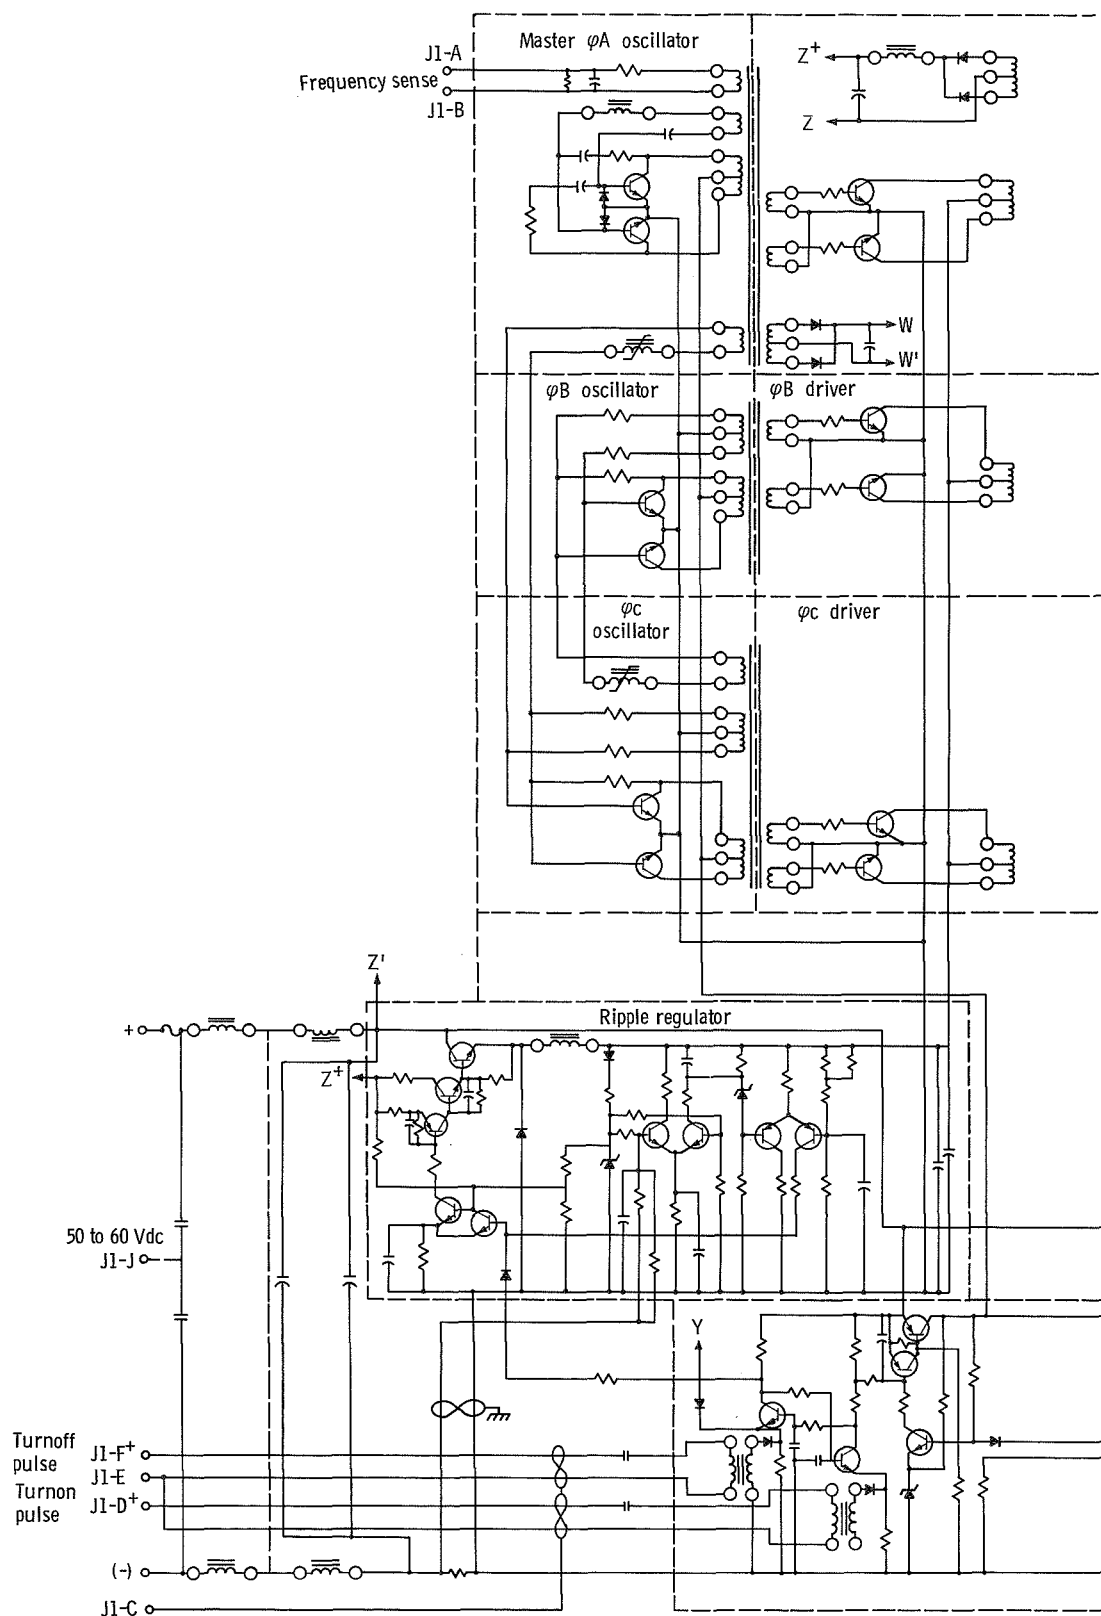 Master φA oscillator
J1-A
Frequency sense
J1-B
Z+
Z
W
W'
φB oscillator
φB driver
φc
oscillator
φc driver
Z'
Ripple regulator
+
Z+
50 to 60 Vdc
J1-J
Y
Turnoff
pulse
J1-F+
J1-E
Turnon
pulse
J1-D+
(-)
J1-C